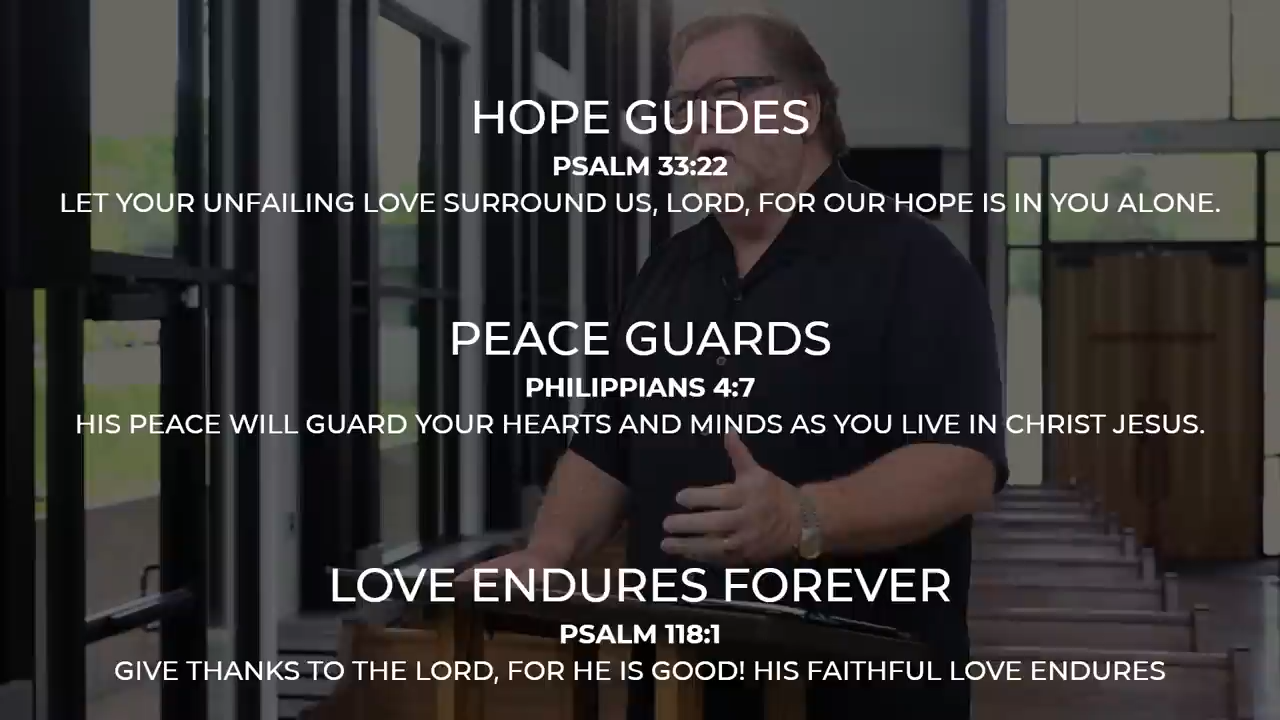 HOPE GUIDES
PSALM 33:22
LET YOUR UNFAILING LOVE SURROUND US, LORD, FOR OUR HOPE IS IN YOU ALONE.
PEACE GUARDS
PHILIPPIANS 4:7
HIS PEACE WILL GUARD YOUR HEARTS AND MINDS AS YOU LIVE IN CHRIST JESUS.
LOVE ENDURES FOREVER
PSALM 118:1
GIVE THANKS TO THE LORD, FOR HE IS GOOD! HIS FAITHFUL LOVE ENDURES